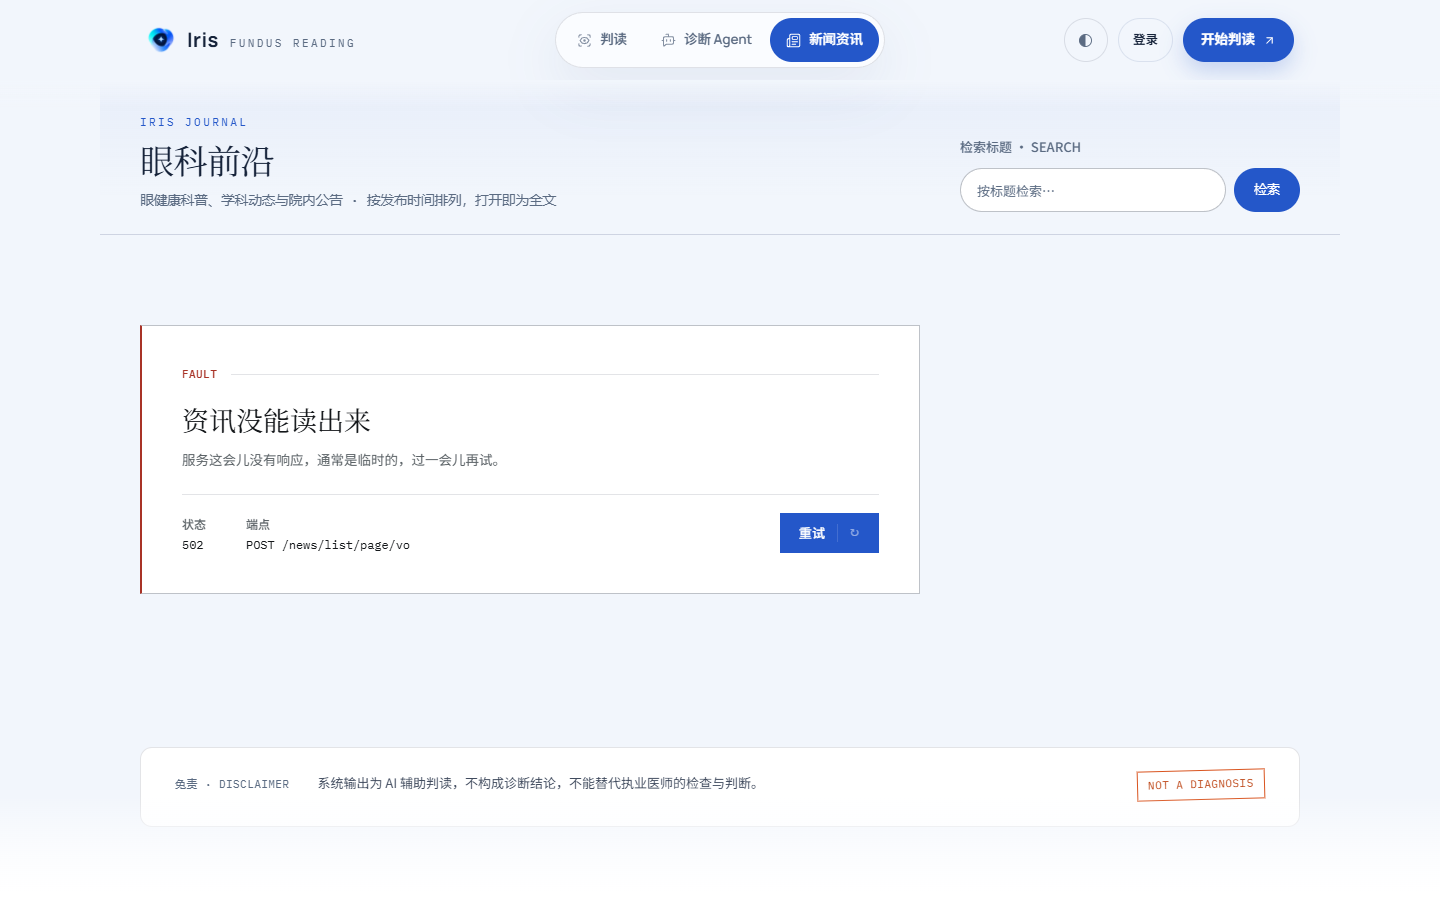 Iris FUNDUS READING
判读
诊断 Agent
新闻资讯
登录
开始判读
IRIS JOURNAL
眼科前沿
眼健康科普、学科动态与院内公告 · 按发布时间排列，打开即为全文
检索标题 • SEARCH
按标题检索…
检索
FAULT
资讯没能读出来
服务这会儿没有响应，通常是临时的，过一会儿再试。
状态
502
端点
POST /news/list/page/vo
重试
免责 · DISCLAIMER
系统输出为 AI 辅助判读，不构成诊断结论，不能替代执业医师的检查与判断。
NOT A DIAGNOSIS